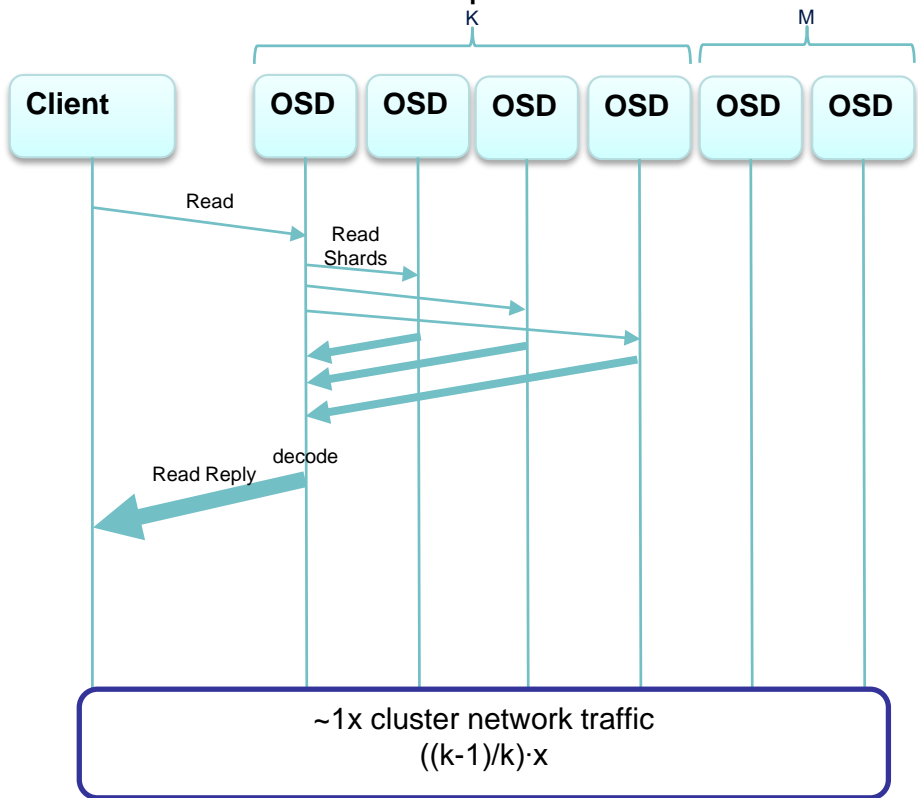 K
M
Client
OSD
OSD
OSD
OSD
OSD
OSD
Read
Read
Shards
decode
Read Reply
~1x cluster network traffic
((k-1)/k)·x